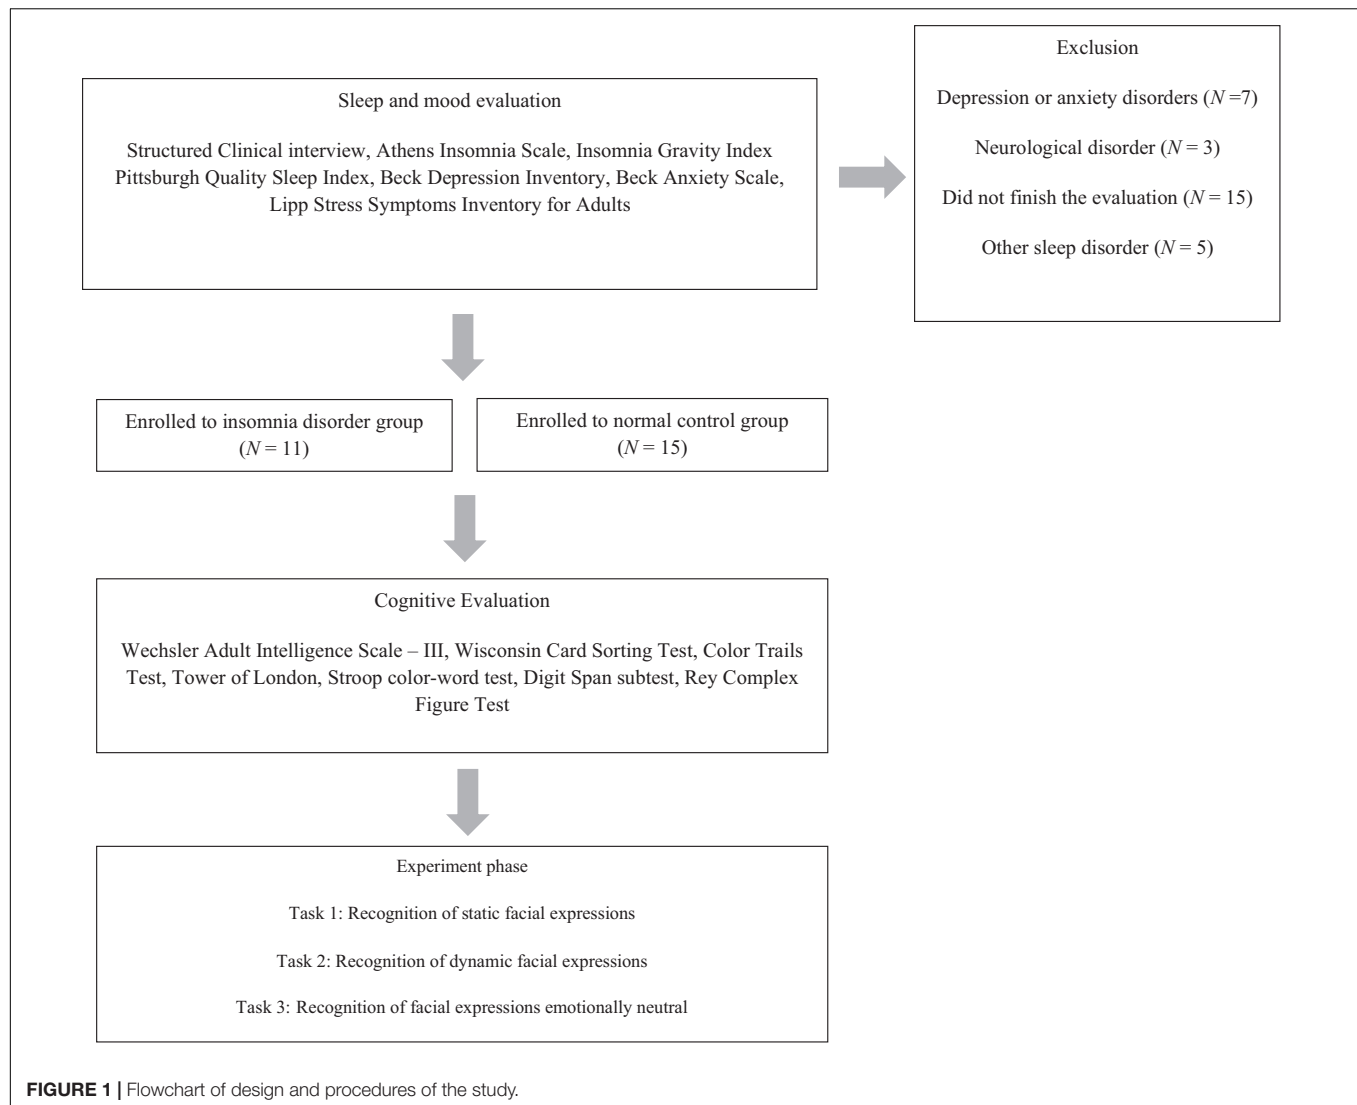 Sleep and mood evaluation
Structured Clinical interview, Athens Insomnia Scale, Insomnia Gravity Index
Pittsburgh Quality Sleep Index, Beck Depression Inventory, Beck Anxiety Scale,
Lipp Stress Symptoms Inventory for Adults
Exclusion
Depression or anxiety disorders (N =7)
Neurological disorder (N = 3)
Did not finish the evaluation (N = 15)
Other sleep disorder (N = 5)
Enrolled to insomnia disorder group
(N = 11)
Enrolled to normal control group
(N = 15)
Cognitive Evaluation
Wechsler Adult Intelligence Scale – III, Wisconsin Card Sorting Test, Color Trails
Test, Tower of London, Stroop color-word test, Digit Span subtest, Rey Complex
Figure Test
Experiment phase
Task 1: Recognition of static facial expressions
Task 2: Recognition of dynamic facial expressions
Task 3: Recognition of facial expressions emotionally neutral
FIGURE 1 | Flowchart of design and procedures of the study.